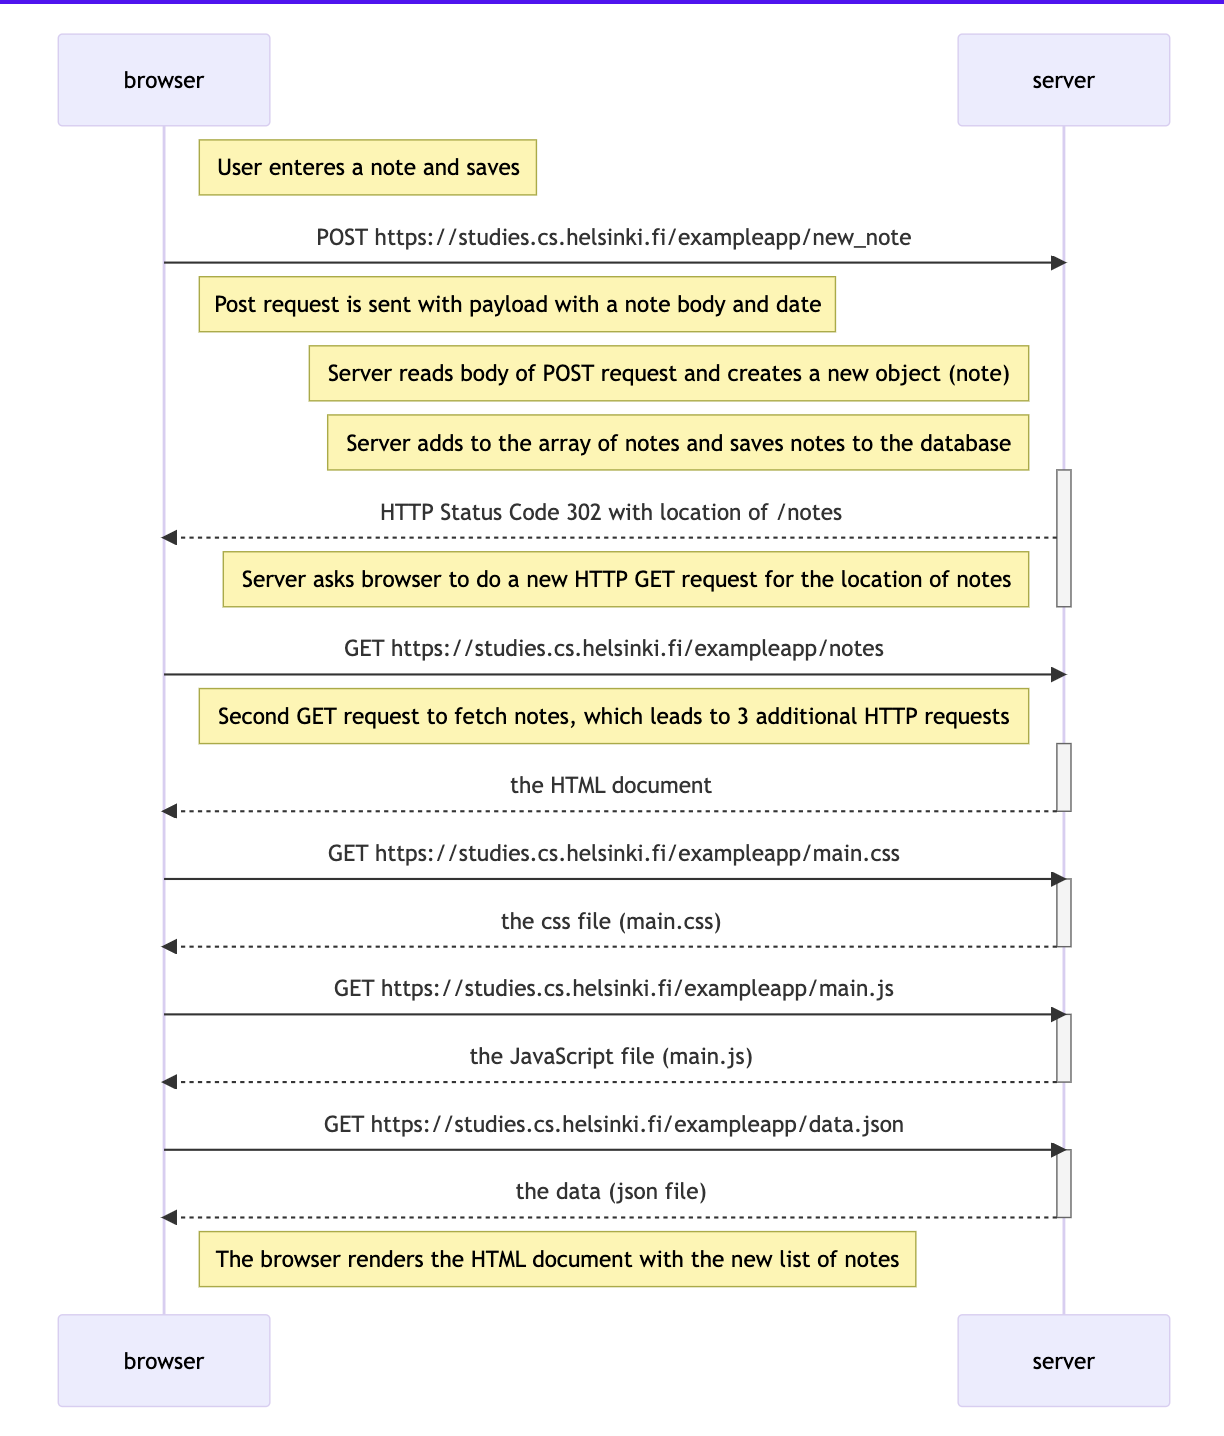 browser
server
User enteres a note and saves
POST https://studies.cs.helsinki.fi/exampleapp/new_note
Post request is sent with payload with a note body and date
Server reads body of POST request and creates a new object (note)
Server adds to the array of notes and saves notes to the database
HTTP Status Code 302 with location of /notes
Server asks browser to do a new HTTP GET request for the location of notes
GET https://studies.cs.helsinki.fi/exampleapp/notes
Second GET request to fetch notes, which leads to 3 additional HTTP requests
the HTML document
GET https://studies.cs.helsinki.fi/exampleapp/main.css
the css file (main.css)
GET https://studies.cs.helsinki.fi/exampleapp/main.js
the JavaScript file (main.js)
GET https://studies.cs.helsinki.fi/exampleapp/data.json
the data (json file)
The browser renders the HTML document with the new list of notes
browser
server